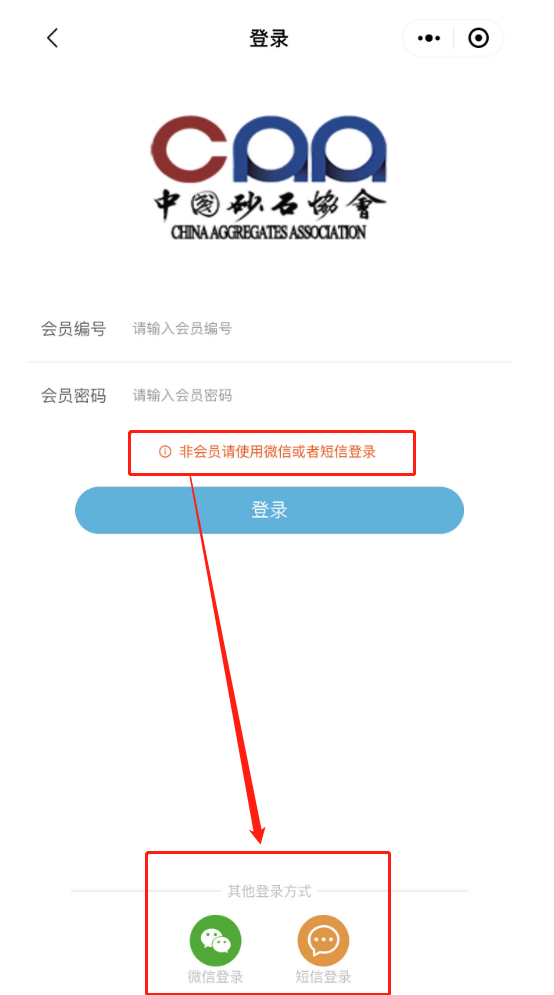 登录
caa
中國砂石協會
CHINA AGGREGATES ASSOCIATION
会员编号 请输入会员编号
会员密码 请输入会员密码
非会员请使用微信或者短信登录
登录
其他登录方式
微信登录 短信登录